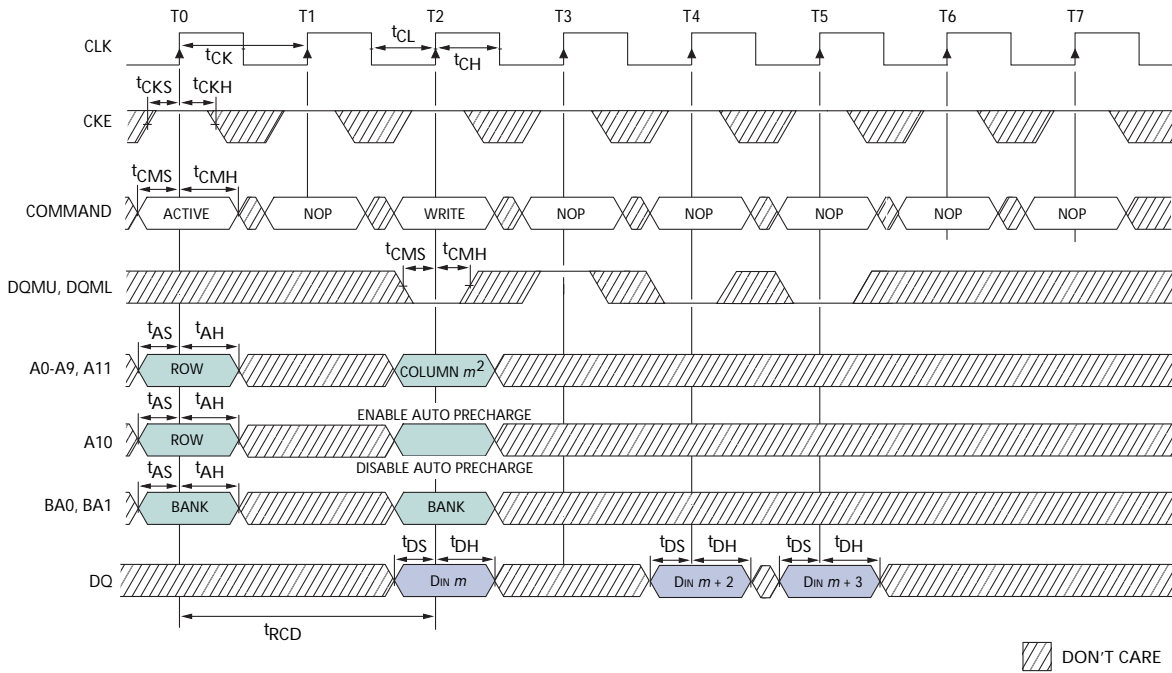 T0 T1 T2 T3 T4 T5 T6 T7
CLK
tCK tCL tCH
tCKS tCKH
CKE
tCMS tCMH
COMMAND ACTIVE NOP WRITE NOP NOP NOP NOP NOP
tCMS tCMH
DQMU, DQML
tAS tAH
A0-A9, A11 ROW COLUMN m2
tAS tAH ENABLE AUTO PRECHARGE
A10 ROW
DISABLE AUTO PRECHARGE
tAS tAH
BA0, BA1 BANK BANK
tDS tDH tDS tDH tDS tDH
DQ DIN m DIN m + 2 DIN m + 3
tRCD
DON'T CARE